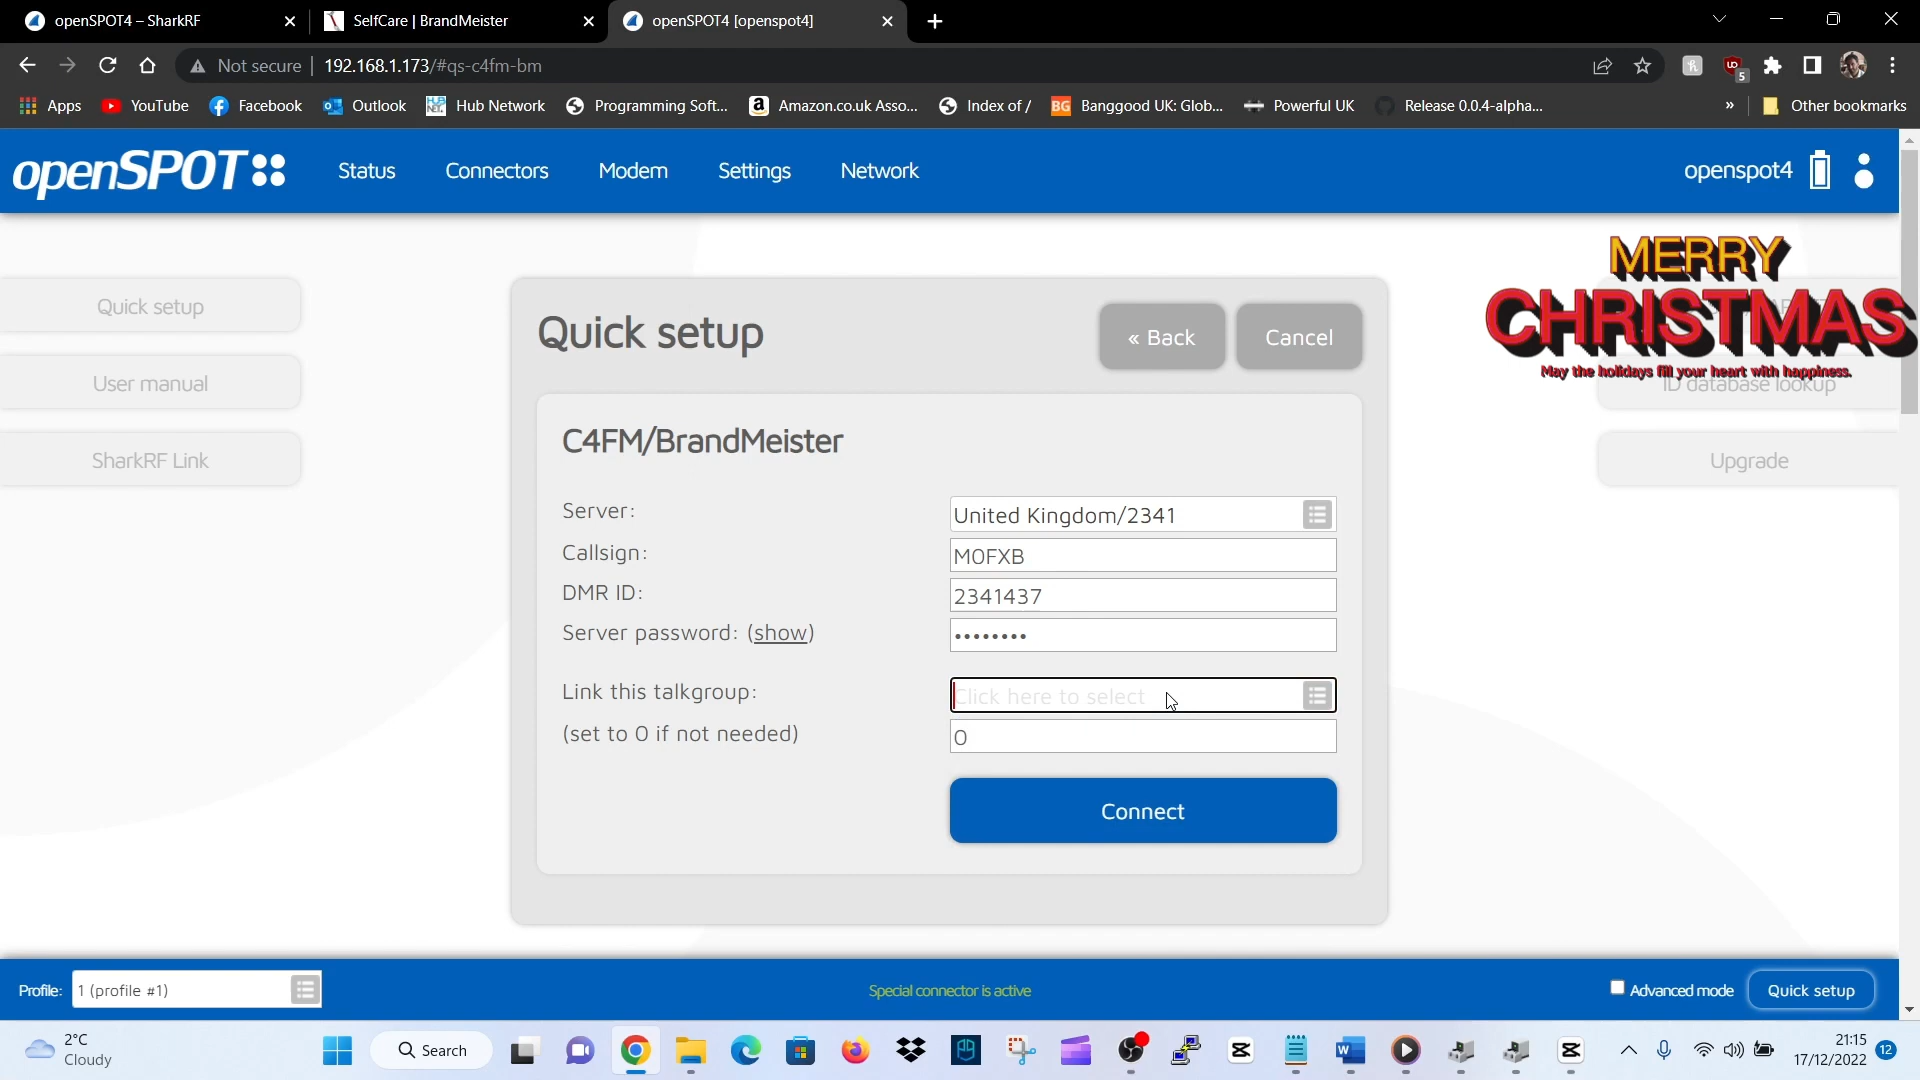 openSPOT4 – SharkRF
SelfCare | BrandMeister
openSPOT4 [openspot4]
Not secure | 192.168.1.173/#qs-c4fm-bm
5
Apps
YouTube
Facebook
Outlook
Hub Network
Programming Soft...
Amazon.co.uk Asso...
Index of /
Banggood UK: Glob...
Powerful UK
Release 0.0.4-alpha...
»
Other bookmarks
openSPOT
Status
Connectors
Modem
Settings
Network
openspot4
MERRY
CHRISTMAS
May the holidays fill your heart with happiness.
Quick setup
User manual
SharkRF Link
ID database lookup
Upgrade
Quick setup
« Back
Cancel
C4FM/BrandMeister
Server:
United Kingdom/2341
Callsign:
M0FXB
DMR ID:
2341437
Server password: (show)
••••••••
Link this talkgroup:
Click here to select
(set to 0 if not needed)
0
Connect
Profile:
1 (profile #1)
Special connector is active
Advanced mode
Quick setup
2°C
Cloudy
Search
21:15
17/12/2022
12